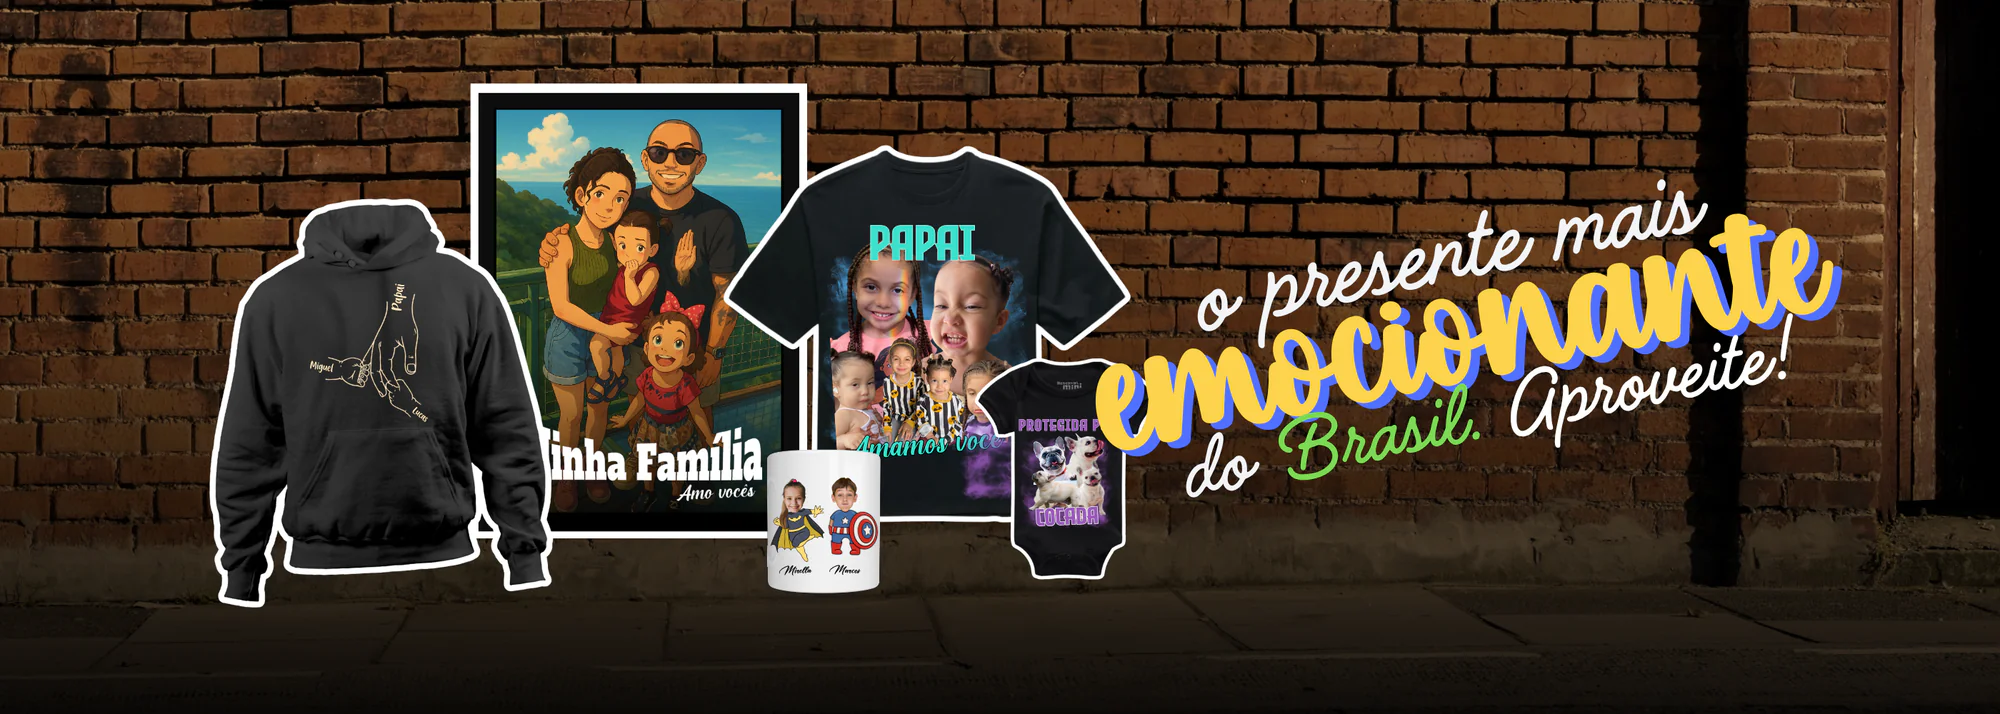 Papai
Miguel
Lucas
inha Família
Amo vocês
PAPAI
Amamos você
Mirella
Marcos
mini
PROTEGIDA P
COCADA
o presente mais
emocionante
do Brasil. Aproveite!